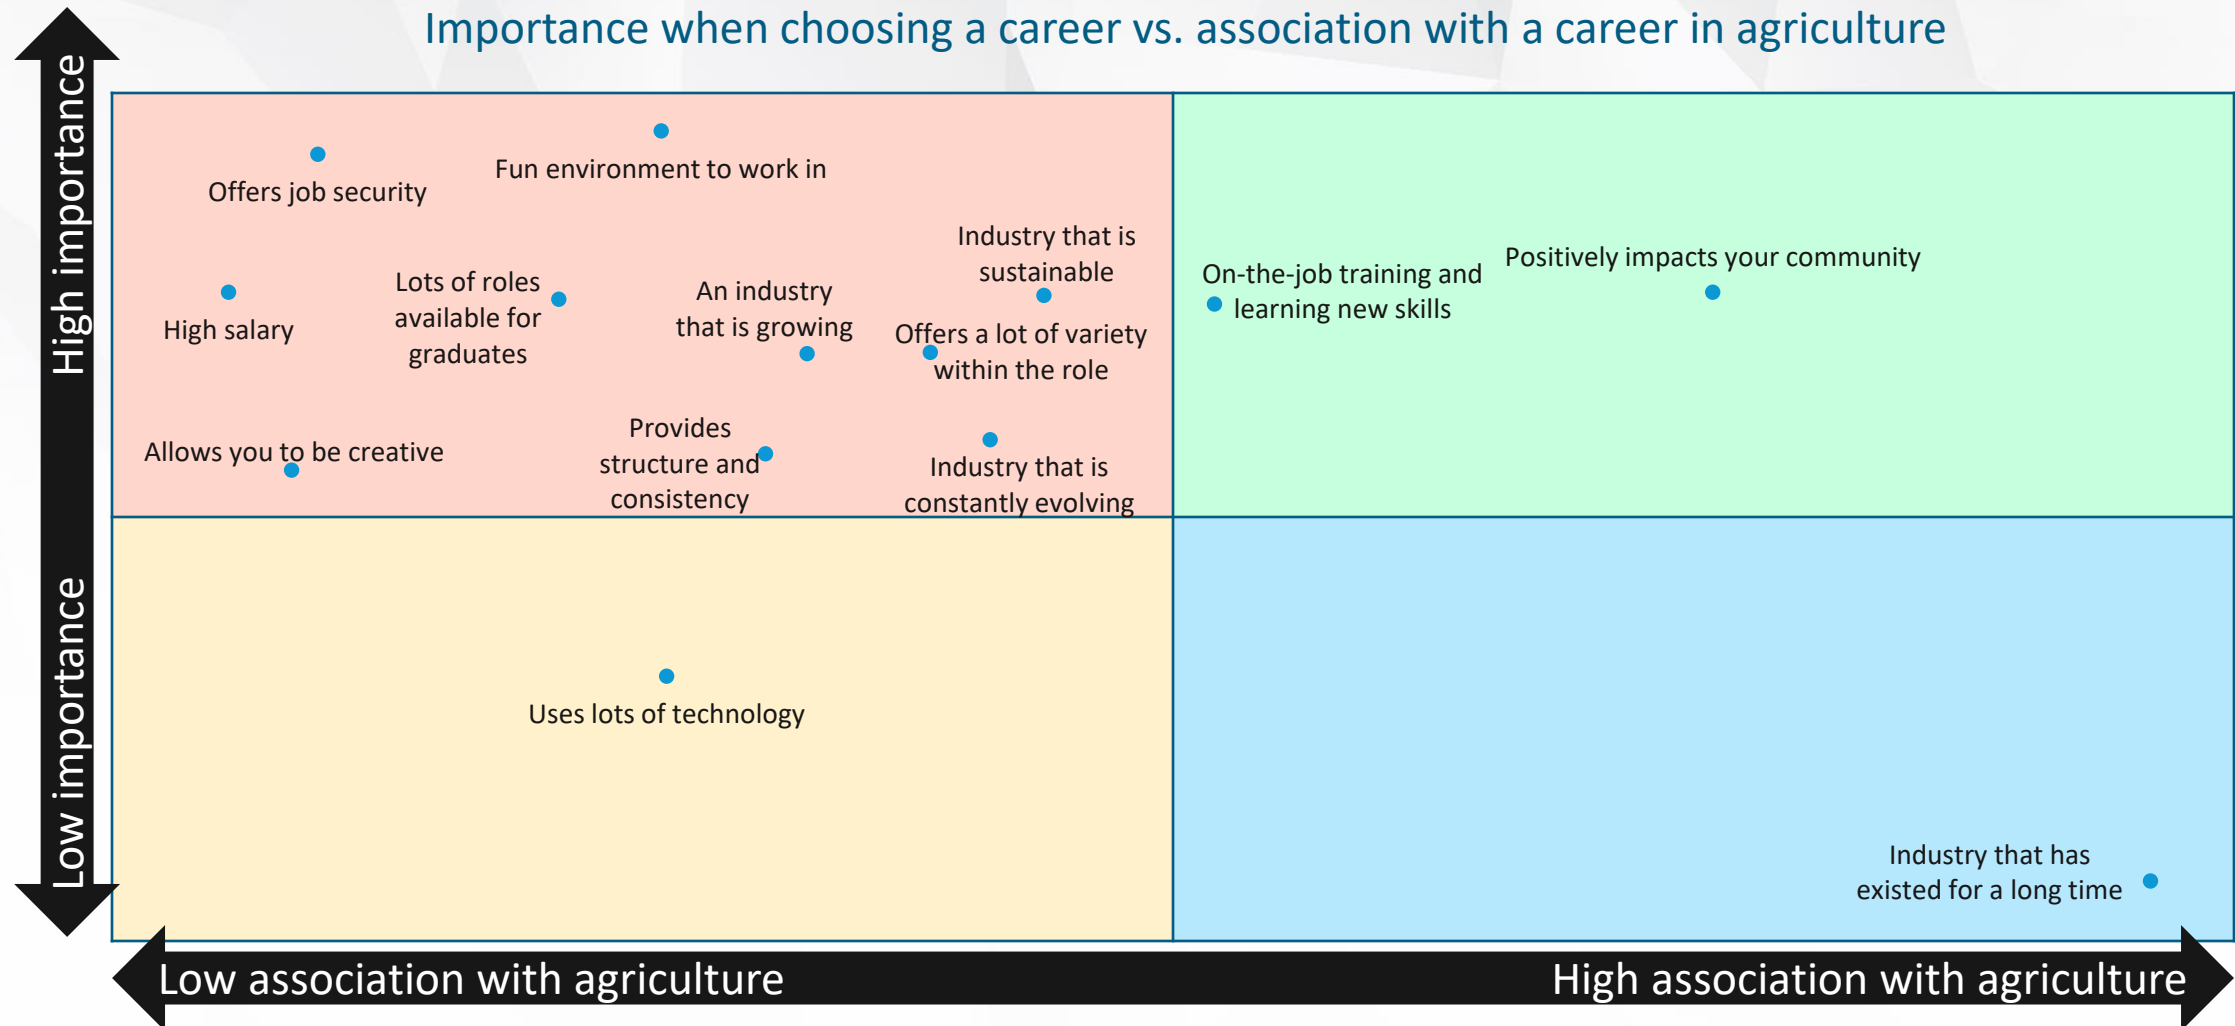 Importance when choosing a career vs. association with a career in agriculture
High importance
Low importance
Fun environment to work in
Offers job security
Industry that is
sustainable
Lots of roles
available for
graduates
An industry
that is growing
High salary
Offers a lot of variety
within the role
Allows you to be creative
Provides
structure and
consistency
Industry that is
constantly evolving
On-the-job training and
learning new skills
Positively impacts your community
Uses lots of technology
Industry that has
existed for a long time
Low association with agriculture
High association with agriculture